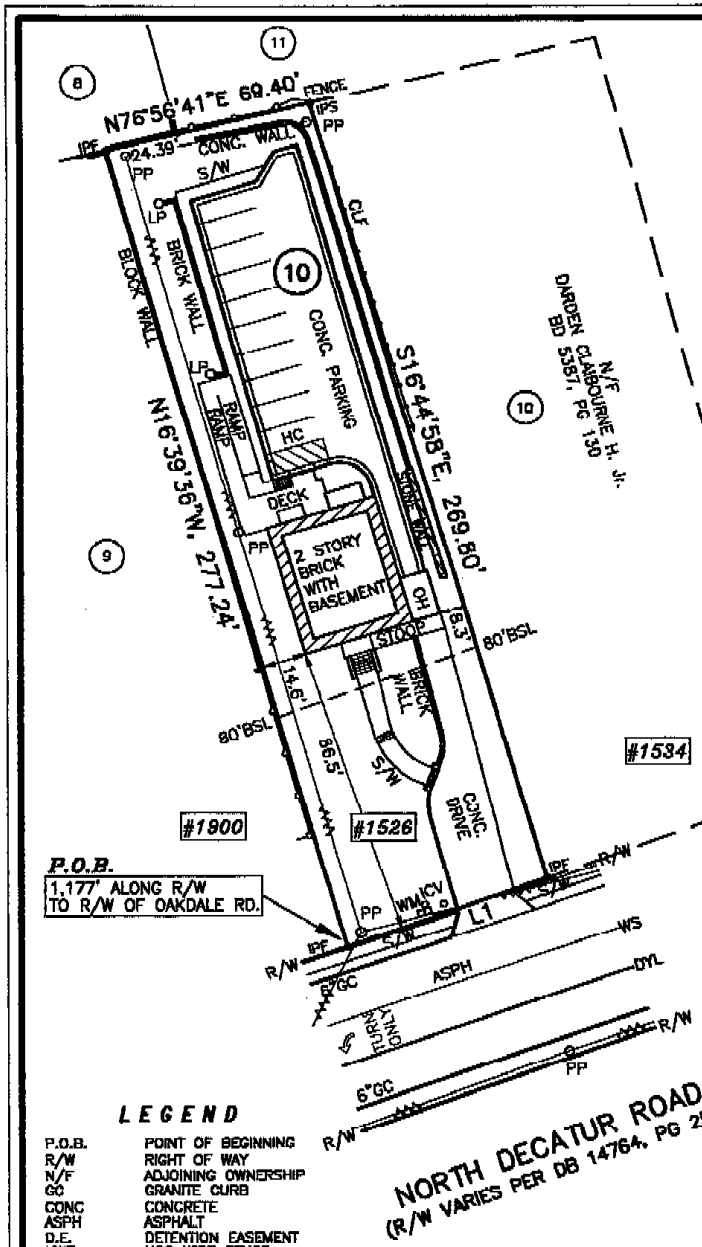 11
8
N76°56'41"E 69.40'
FENCE
IPS
PP
IPF
24.39'
CONC. WALL
PP
S/W
LP
CLF
BLOCK WALL
BRICK WALL
10
CONC. PARKING
N/F
DARDEN CLAIBOURNE H. Jr.
BD 5387, PG 130
10
LP
RAMP
RAMP
HC
S16°44'58"E, 269.80'
N16°39'36"W, 277.24'
DECK
STONE WALL
PP
9
2 STORY
BRICK
WITH
BASEMENT
OH
STOOP
8.3'
80'BSL
14.6'
BRICK
WALL
80'BSL
86.5'
S/W
#1534
CONC.
DRIVE
#1900
#1526
P.O.B.
1,177' ALONG R/W
TO R/W OF OAKDALE RD.
IPF
R/W
S/W
PP
WM
ICV
L1
IPF
S/W
R/W
6"GC
ASPH
WS
DYL
TURN
ONLY
6"GC
R/W
PP
R/W
NORTH DECATUR ROAD
(R/W VARIES PER DB 14764, PG
LEGEND
P.O.B. POINT OF BEGINNING
R/W RIGHT OF WAY
N/F ADJOINING OWNERSHIP
GC GRANITE CURB
CONC CONCRETE
ASPH ASPHALT
D.E. DETENTION EASEMENT